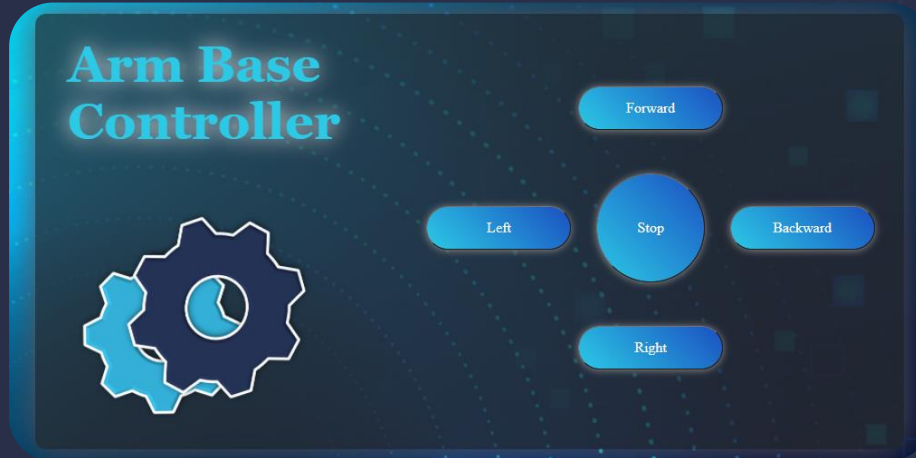 Arm Base
Controller
Forward
Left
Stop
Backward
Right